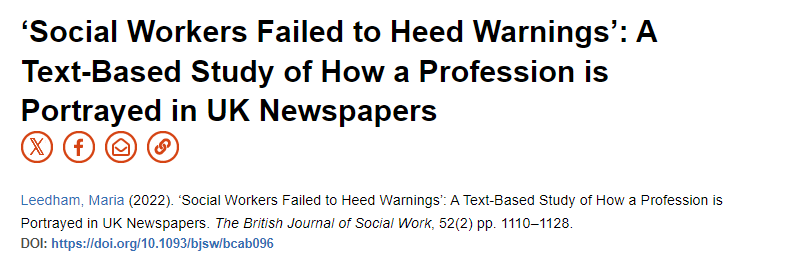 ‘Social Workers Failed to Heed Warnings’: A
Text-Based Study of How a Profession is
Portrayed in UK Newspapers
Leedham, Maria (2022). ‘Social Workers Failed to Heed Warnings’: A Text-Based Study of How a Profession is
Portrayed in UK Newspapers. The British Journal of Social Work, 52(2) pp. 1110–1128.
DOI: https://doi.org/10.1093/bjsw/bcab096